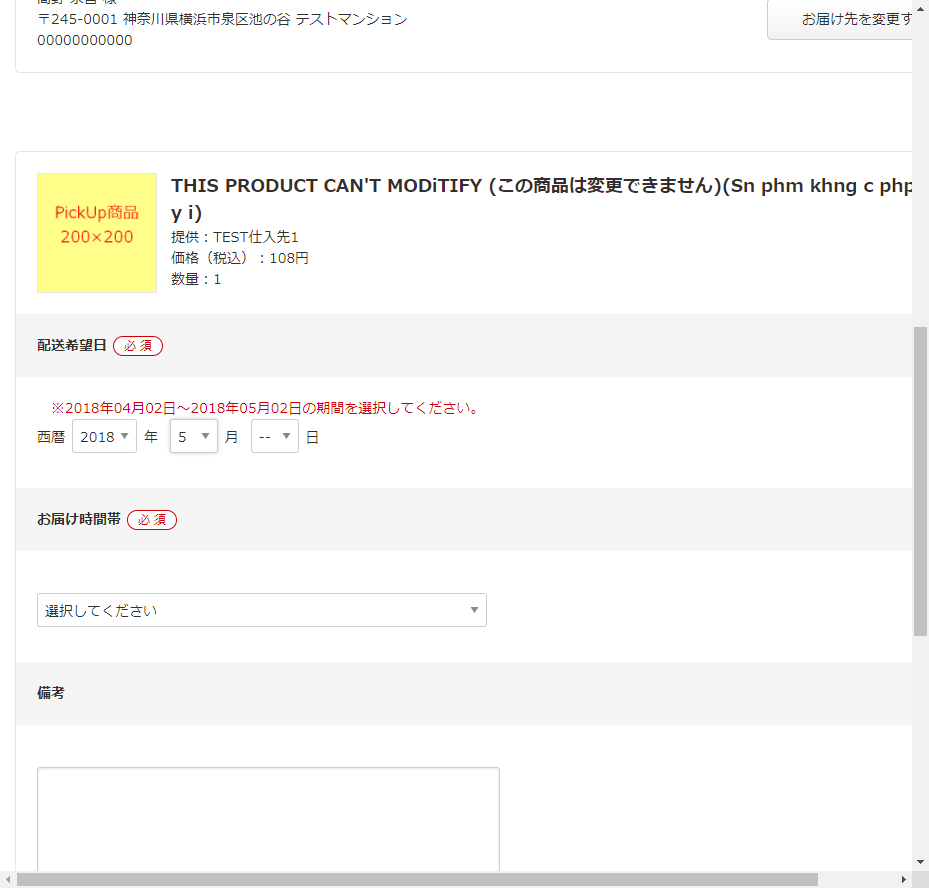 〒245-0001 神奈川県横浜市泉区池の谷 テストマンション
00000000000
お届け先を変更す
PickUp商品
200×200
THIS PRODUCT CAN'T MODiTIFY (この商品は変更できません)(Sn phm khng c php
y i)
提供：TEST仕入先1
価格（税込）：108円
数量：1
配送希望日 必 須
※2018年04月02日～2018年05月02日の期間を選択してください。
西暦 2018 年 5 月 -- 日
お届け時間帯 必 須
選択してください
備考